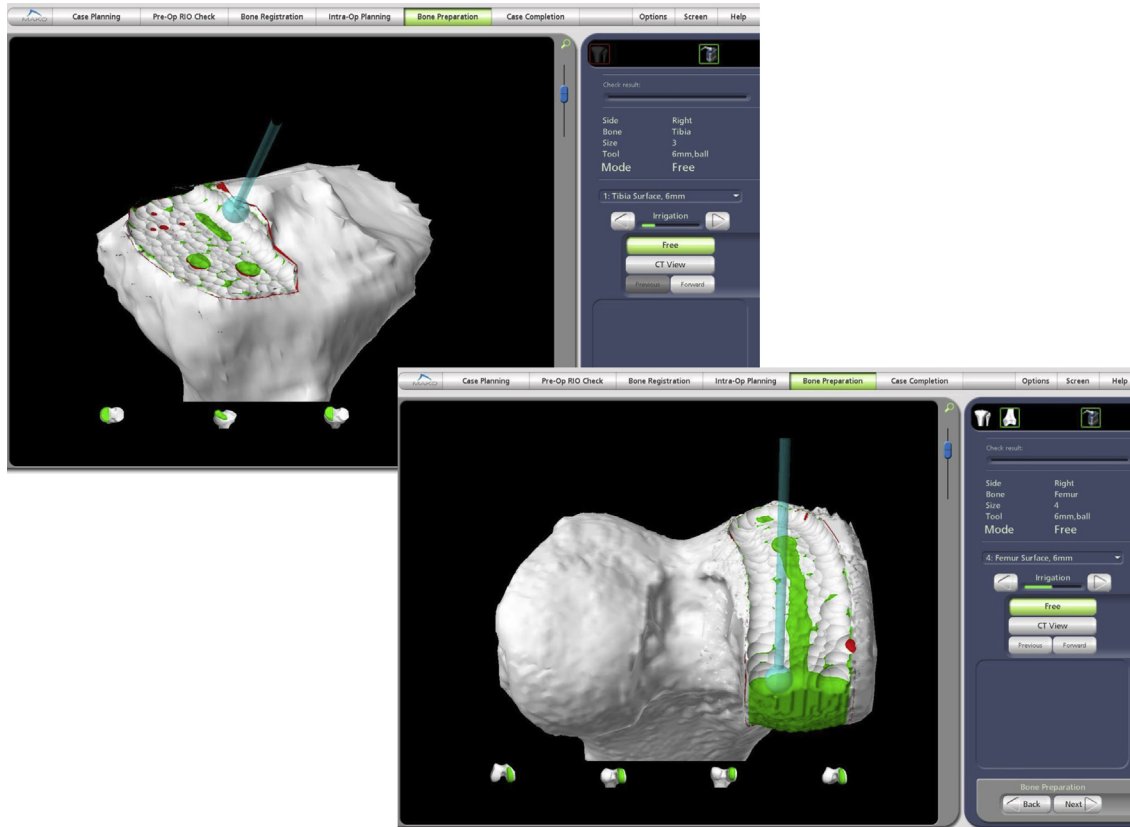 MAKO Case Planning Pre-Op RIO Check Bone Registration Intra-Op Planning Bone Preparation Case Completion Options Screen Help
Check result:
Side Right
Bone Tibia
Size 3
Tool 6mm,ball
Mode Free
1: Tibia Surface, 6mm
Irrigation
Free
CT View
Previous Forward
MAKO Case Planning Pre-Op RIO Check Bone Registration Intra-Op Planning Bone Preparation Case Completion Options Screen Help
Check result:
Side Right
Bone Femur
Size 4
Tool 6mm,ball
Mode Free
4: Femur Surface, 6mm
Irrigation
Free
CT View
Previous Forward
Bone Preparation
Back Next